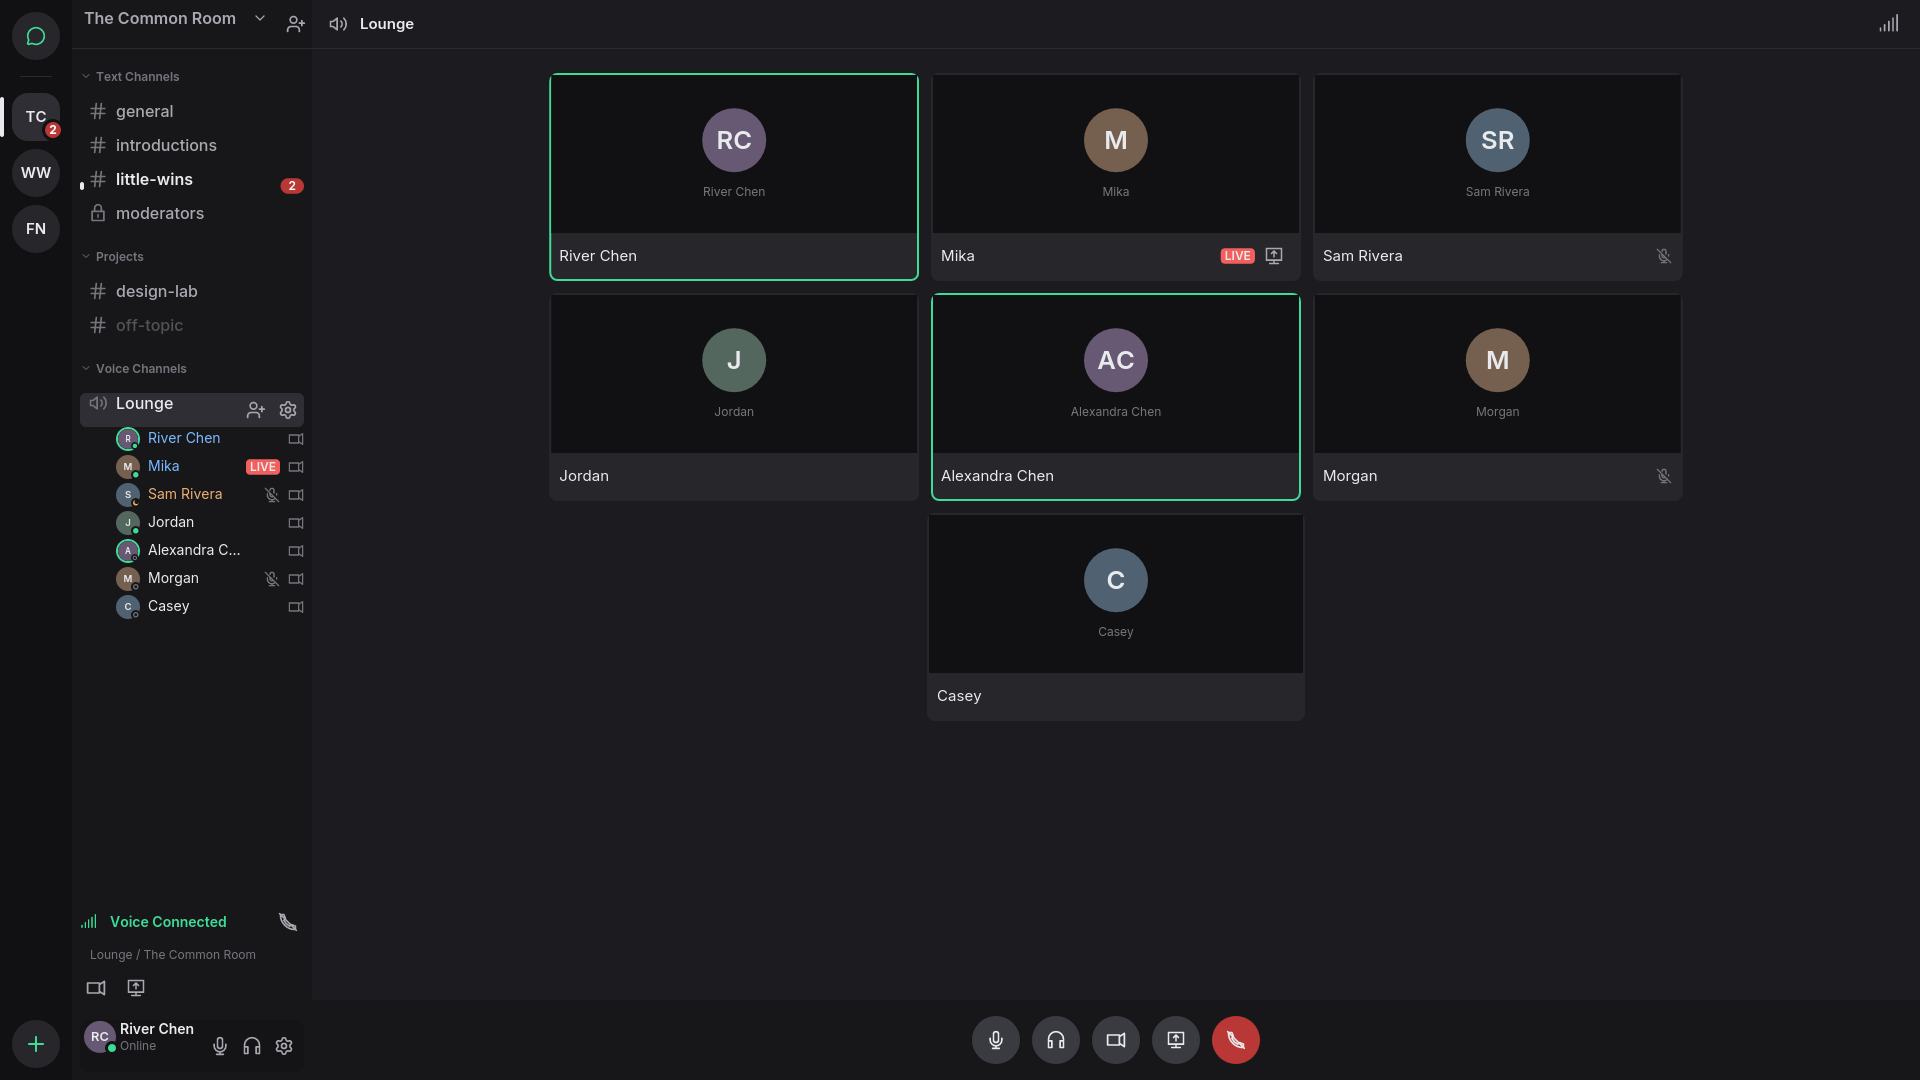 The Common Room
Lounge
TC
2
WW
FN
Text Channels
general
introductions
little-wins
2
moderators
Projects
design-lab
off-topic
Voice Channels
Lounge
R
River Chen
M
Mika
LIVE
S
Sam Rivera
J
Jordan
A
Alexandra C...
M
Morgan
C
Casey
Voice Connected
Lounge / The Common Room
RC
River Chen
Online
RC
River Chen
River Chen
M
Mika
Mika
LIVE
SR
Sam Rivera
Sam Rivera
J
Jordan
Jordan
AC
Alexandra Chen
Alexandra Chen
M
Morgan
Morgan
C
Casey
Casey